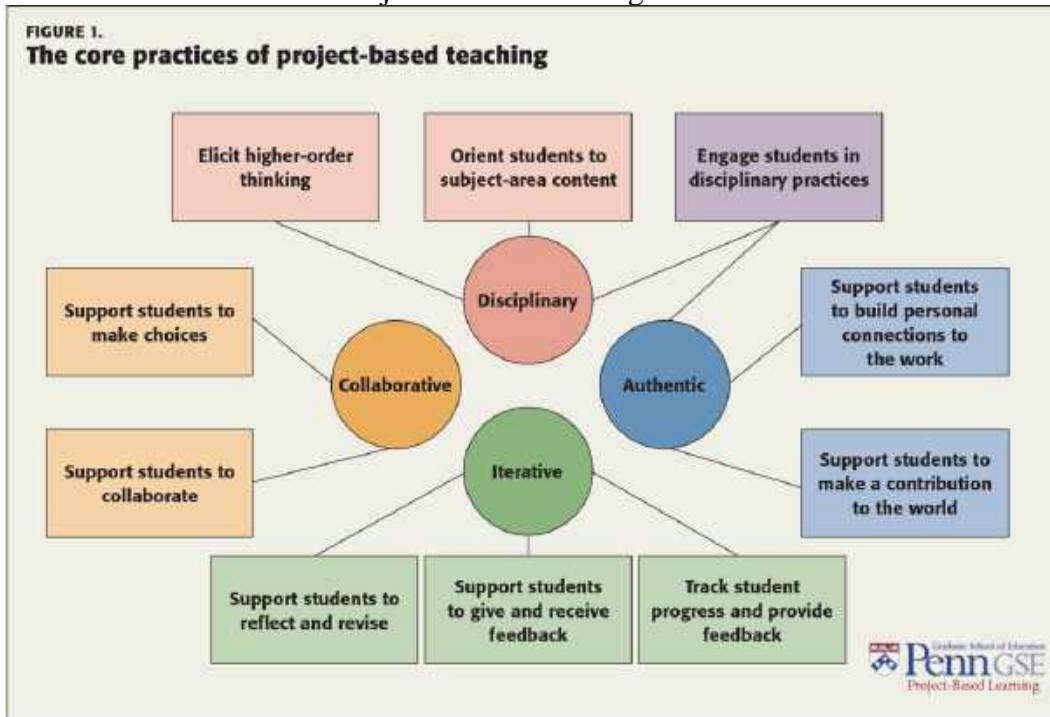 FIGURE 1.
The core practices of project-based teaching
Elicit higher-order
thinking
Orient students to
subject-area content
Engage students in
disciplinary practices
Disciplinary
Support students to
make choices
Support students
to build personal
connections to
the work
Collaborative
Authentic
Support students to
collaborate
Iterative
Support students to
make a contribution
to the world
Support students to
reflect and revise
Support students
to give and receive
feedback
Track student
progress and provide
feedback
Graduate School of Education
Penn GSE
Project-Based Learning